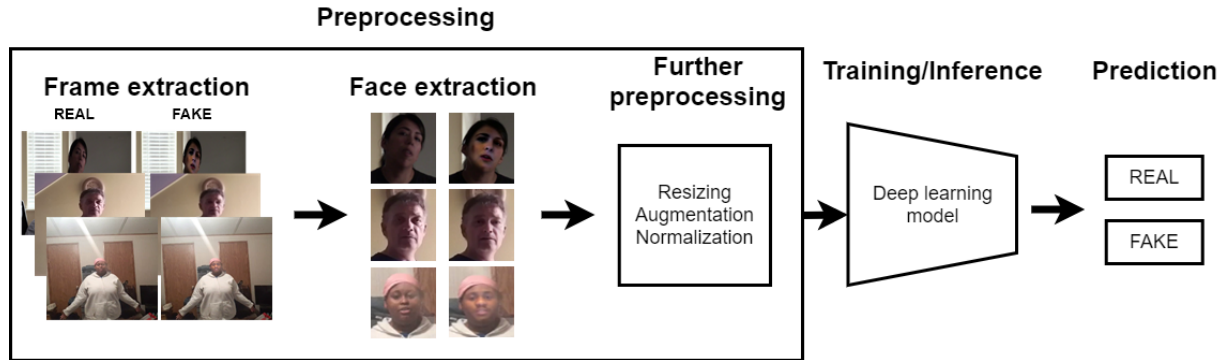 Preprocessing
Frame extraction
REAL FAKE
Face extraction
Further
preprocessing
Resizing
Augmentation
Normalization
Training/Inference
Deep learning
model
Prediction
REAL
FAKE